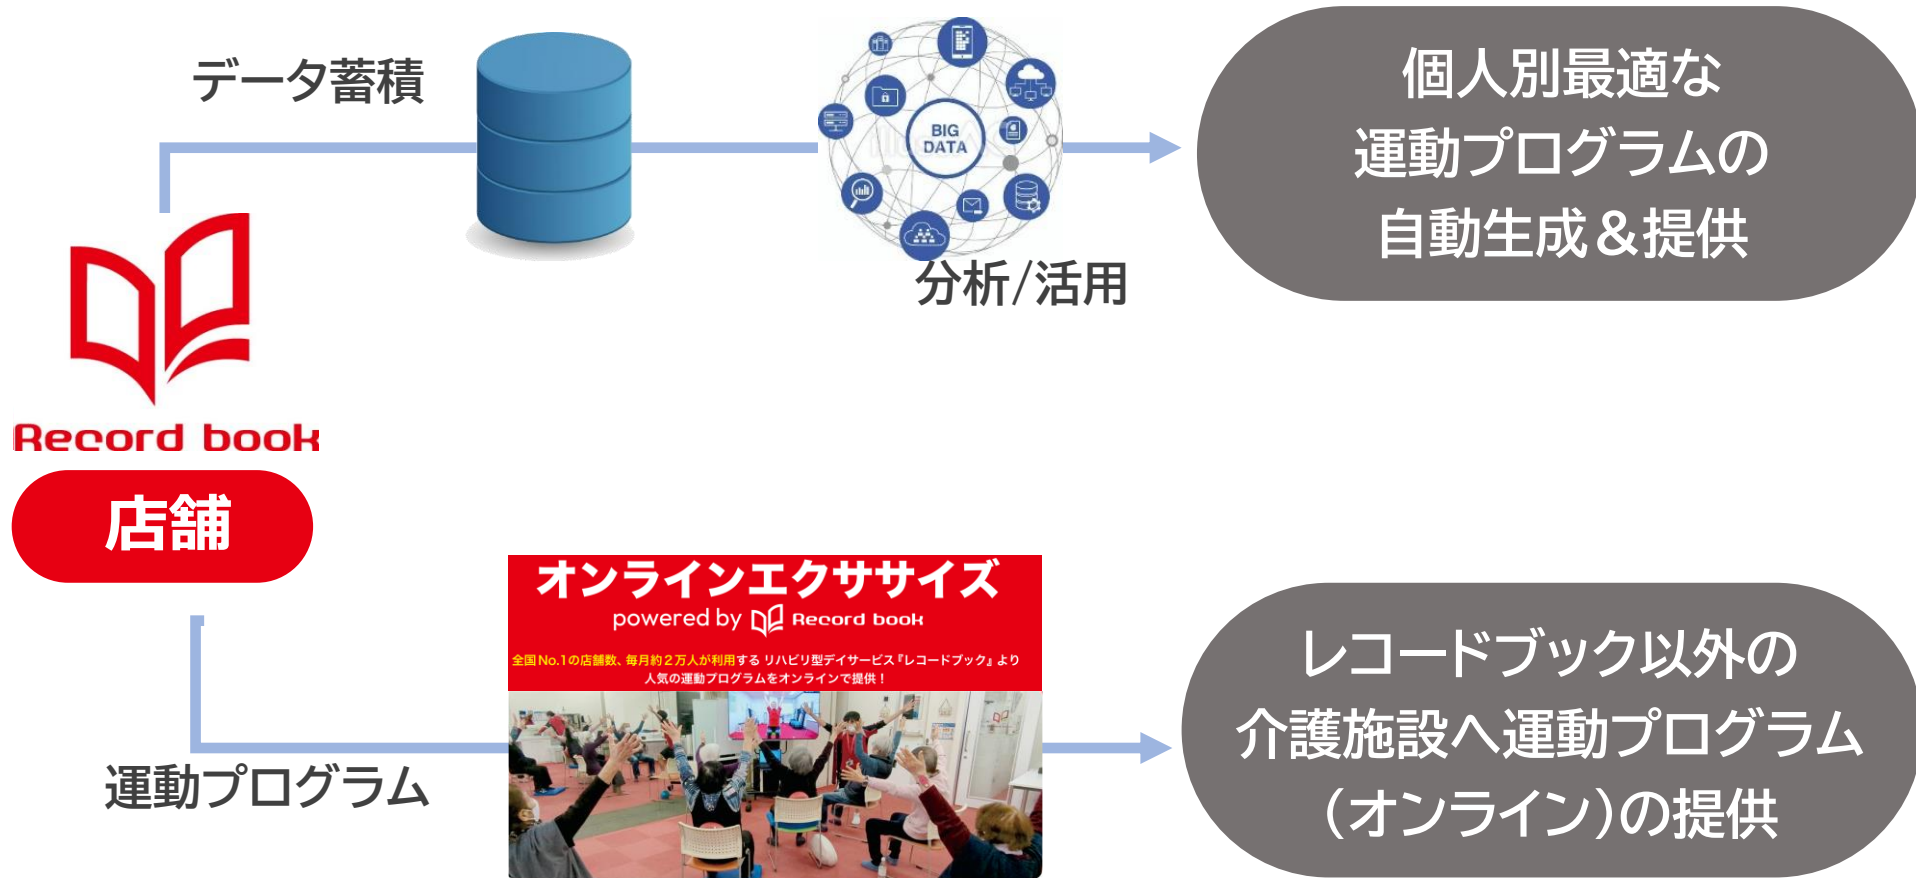 データ蓄積
BIG
DATA
分析/活用
個人別最適な
運動プログラムの
自動生成＆提供
Record book
店舗
運動プログラム
オンラインエクササイズ
powered by Record book
全国No.1の店舗数、毎月約2万人が利用する リハビリ型デイサービス『レコードブック』より
人気の運動プログラムをオンラインで提供！
レコードブック以外の
介護施設へ運動プログラム
（オンライン）の提供